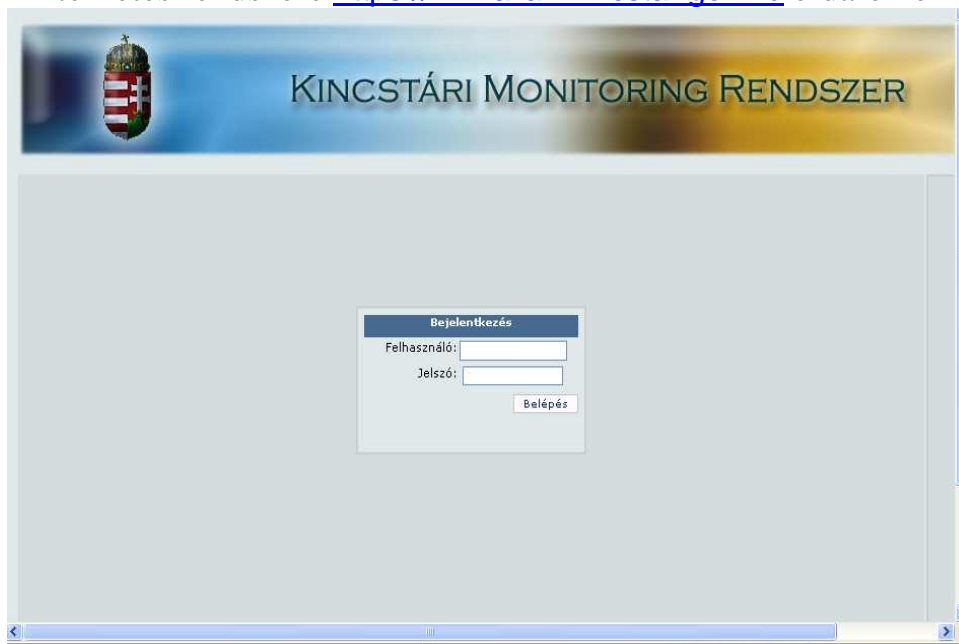 KINCSTÁRI MONITORING RENDSZER
Bejelentkezés
Felhasználó:
Jelszó:
Belépés